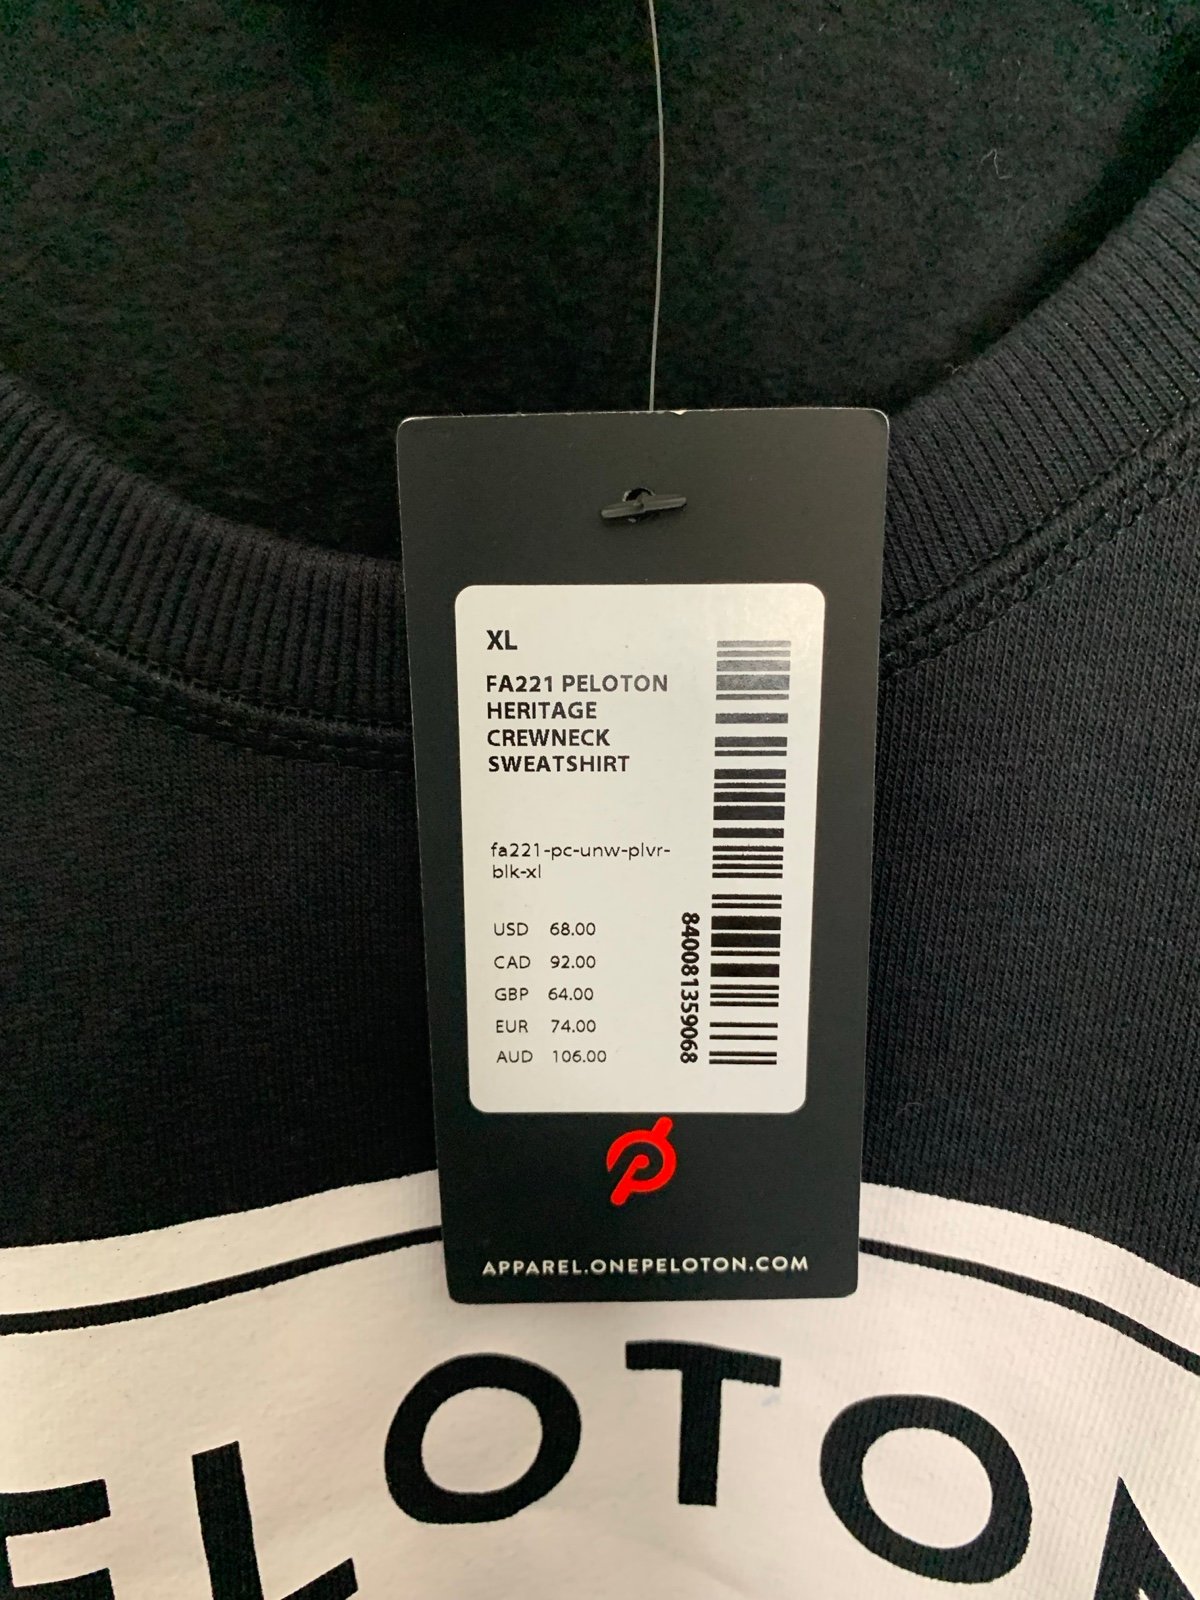 XL
FA221 PELOTON
HERITAGE
CREWNECK
SWEATSHIRT
fa221-pc-unw-plvr-
blk-xl
USD 68.00
CAD 92.00
GBP 64.00
EUR 74.00
AUD 106.00
840081359068
APPAREL.ONEPELOTON.COM
ELOTON